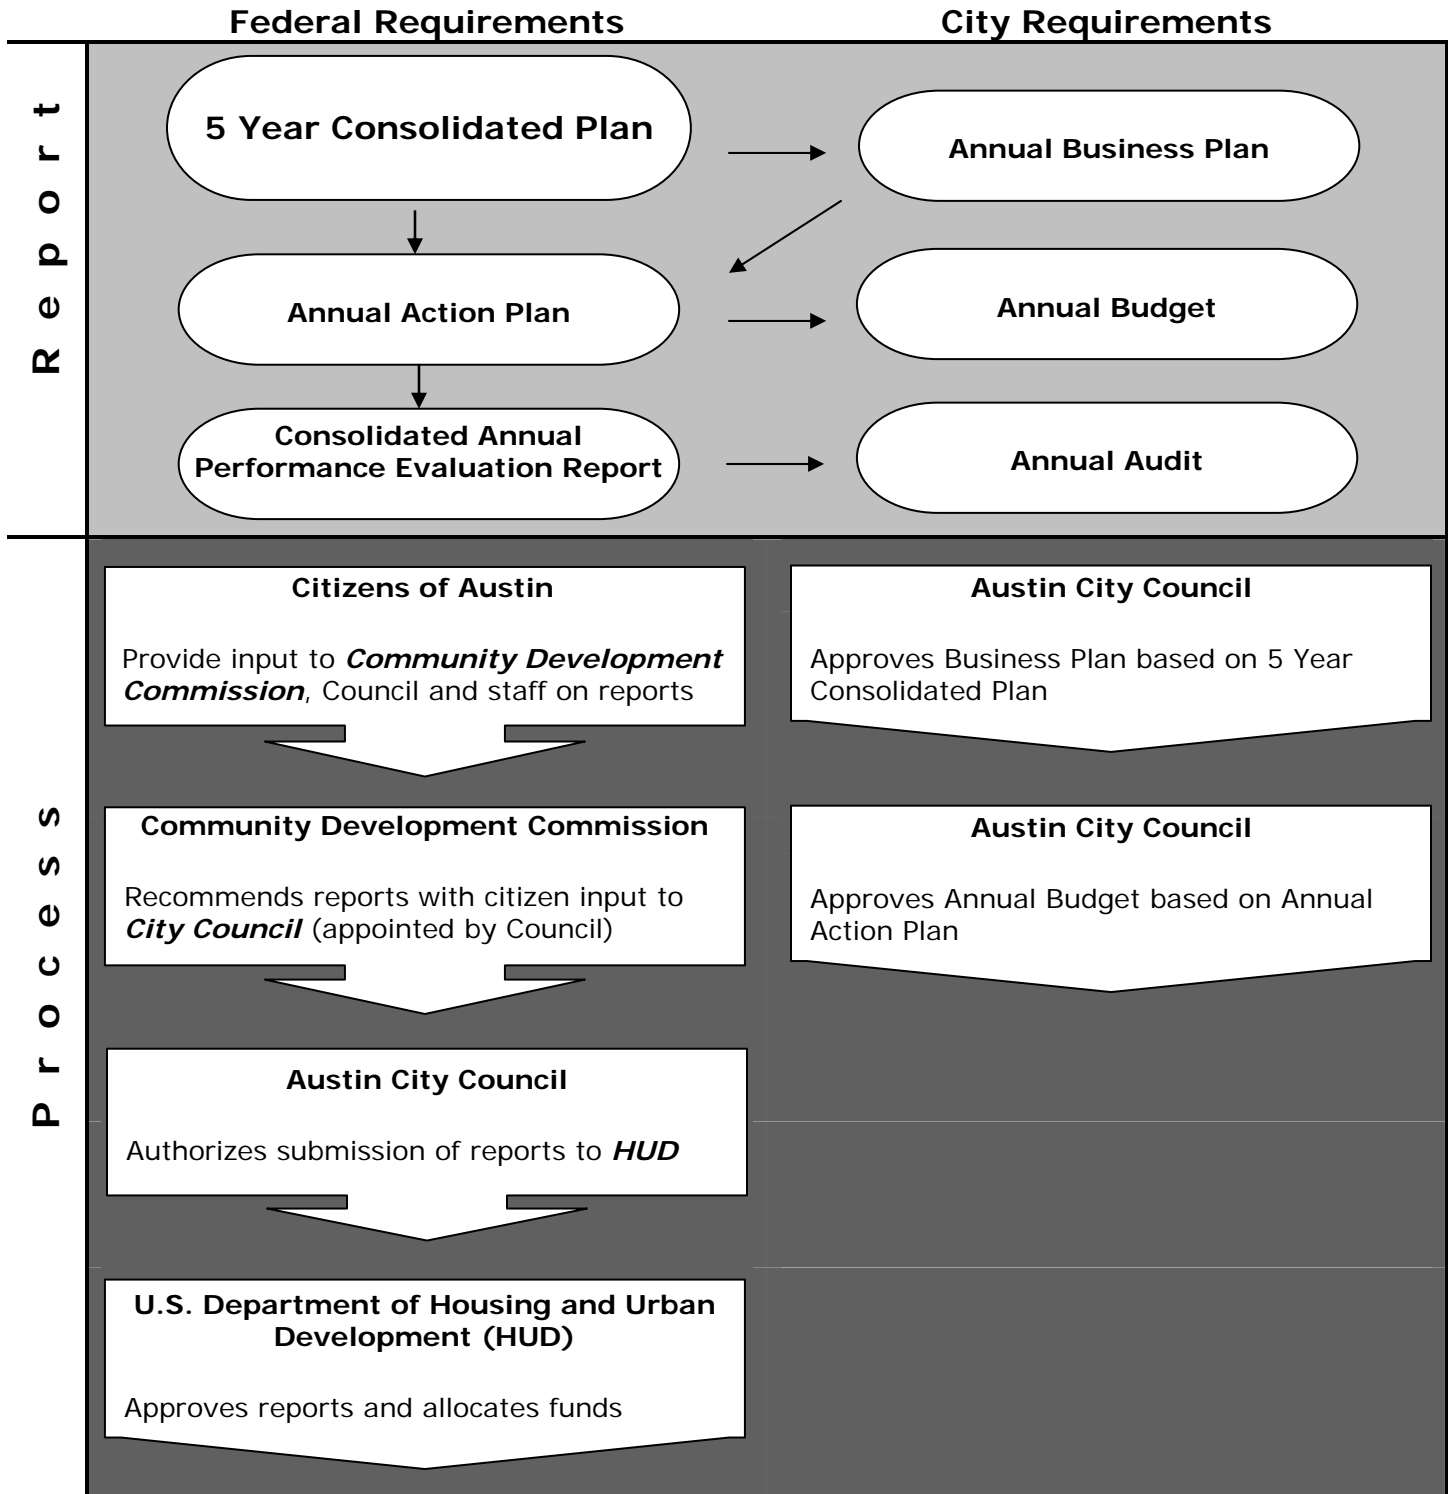 Federal Requirements
City Requirements
Report
5 Year Consolidated Plan
Annual Business Plan
Annual Action Plan
Annual Budget
Consolidated Annual
Performance Evaluation Report
Annual Audit
Process
Citizens of Austin
Provide input to Community Development
Commission, Council and staff on reports
Austin City Council
Approves Business Plan based on 5 Year
Consolidated Plan
Community Development Commission
Recommends reports with citizen input to
City Council (appointed by Council)
Austin City Council
Approves Annual Budget based on Annual
Action Plan
Austin City Council
Authorizes submission of reports to HUD
U.S. Department of Housing and Urban
Development (HUD)
Approves reports and allocates funds